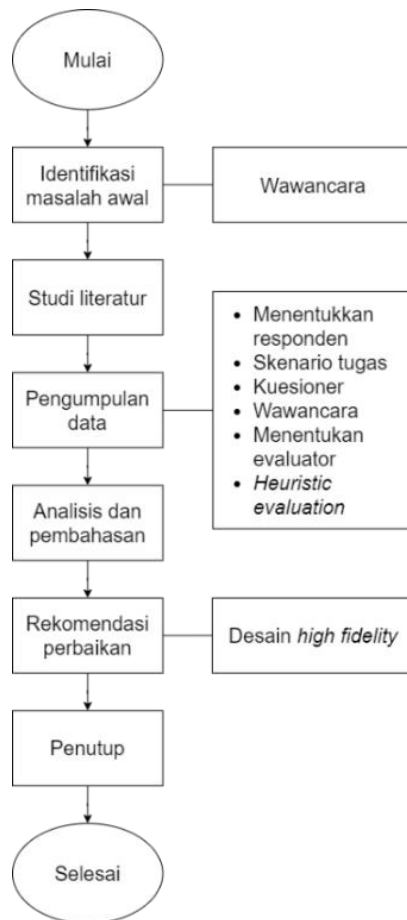 Mulai
Identifikasi
masalah awal
Wawancara
Studi literatur
Pengumpulan
data
• Menentukkan
responden
• Skenario tugas
• Kuesioner
• Wawancara
• Menentukan
evaluator
• Heuristic
evaluation
Analisis dan
pembahasan
Rekomendasi
perbaikan
Desain high fidelity
Penutup
Selesai